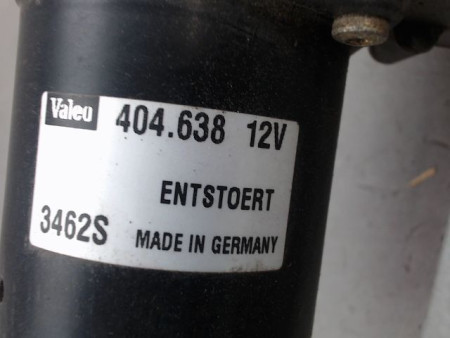 Valeo 404.638 12V
ENTSTOERT
3462S MADE IN GERMANY